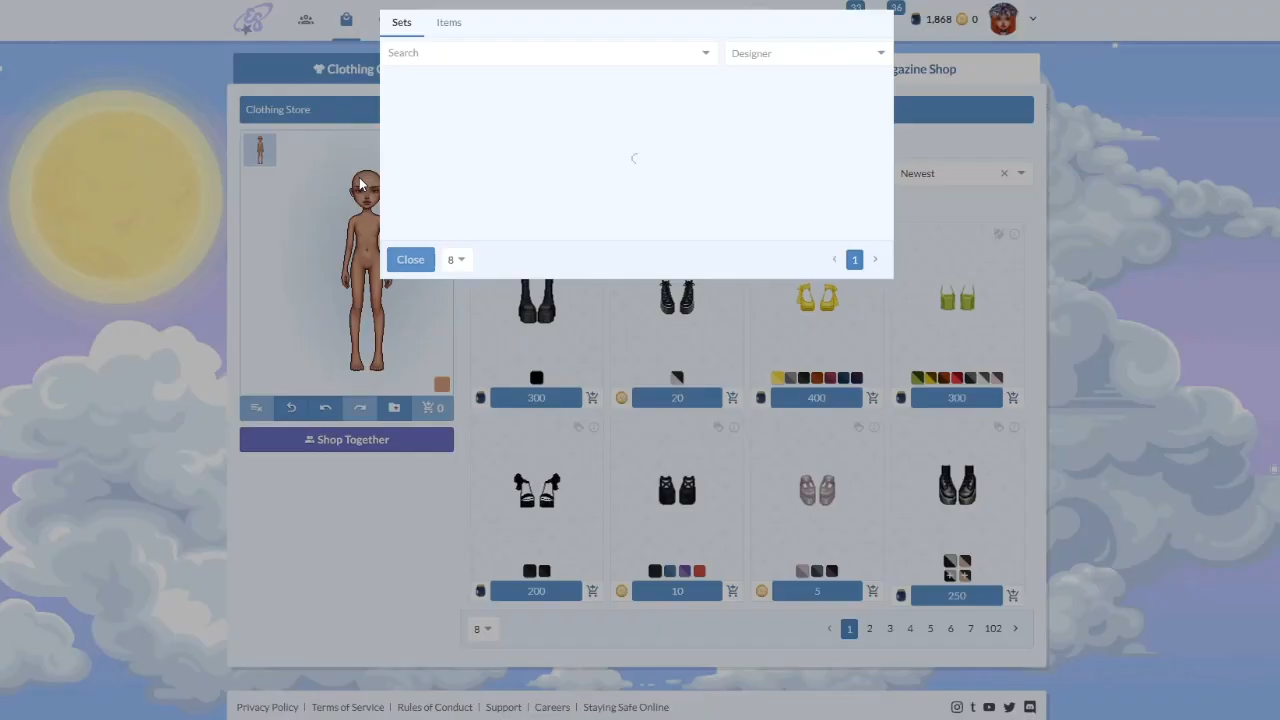 33 36
1,868 0
Sets Items
Search Designer
Clothing azine Shop
Clothing Store
Newest
Close 8 1
300 20 400 300
0
Shop Together
200 10 5 250
8 1 2 3 4 5 6 7 102
Privacy Policy | Terms of Service | Rules of Conduct | Support | Careers | Staying Safe Online